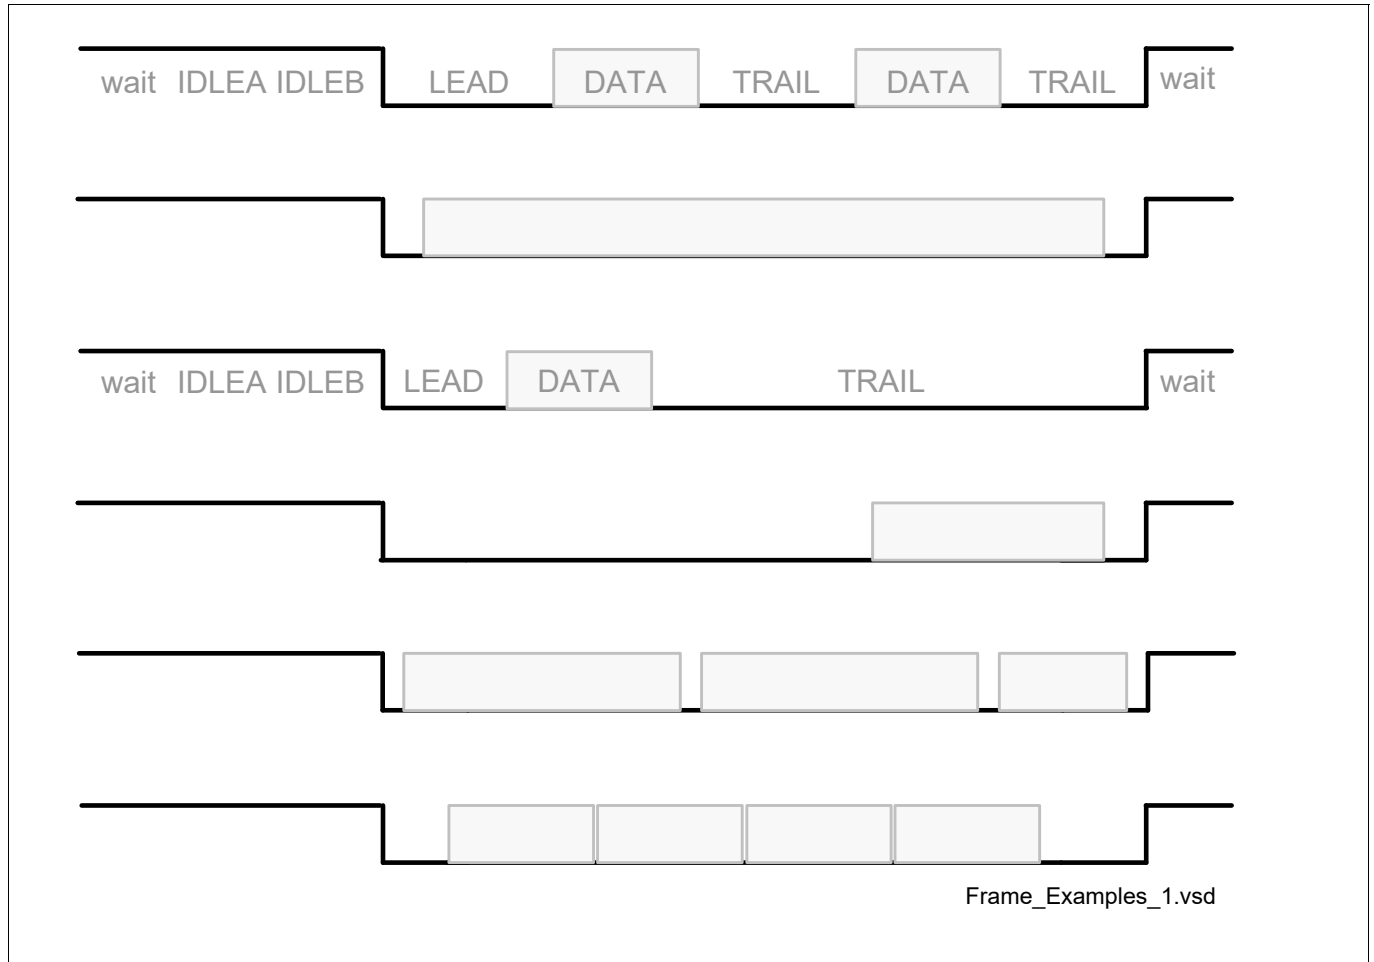 wait IDLEA IDLEB LEAD DATA TRAIL DATA TRAIL wait
wait IDLEA IDLEB LEAD DATA TRAIL wait
Frame_Examples_1.vsd